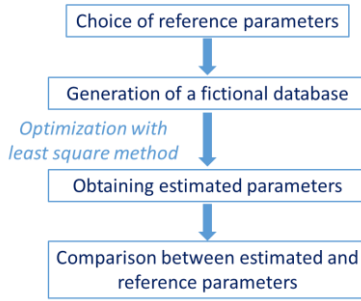 Choice of reference parameters
Generation of a fictional database
Optimization with
least square method
Obtaining estimated parameters
Comparison between estimated and
reference parameters